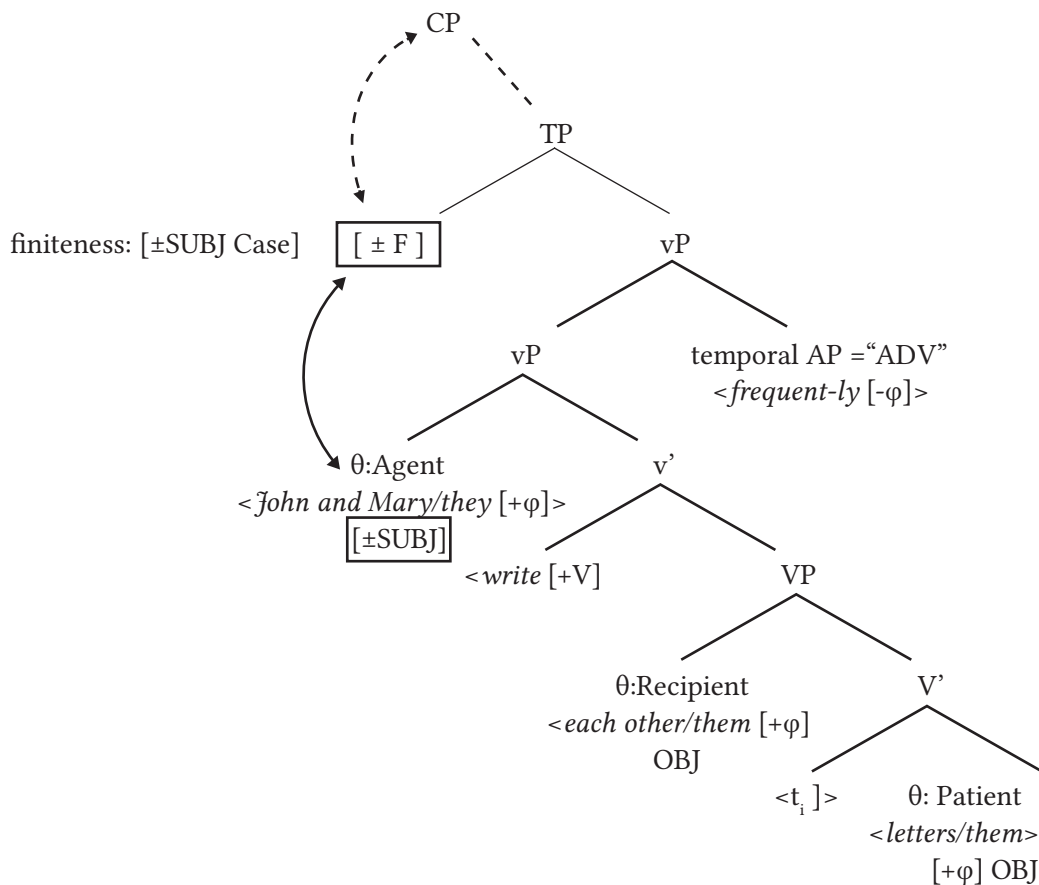 CP
TP
finiteness: [±SUBJ Case] [ ± F ]
vP
vP
temporal AP =“ADV”
<frequent-ly [-φ]>
θ:Agent
<John and Mary/they [+φ]>
[±SUBJ]
v’
<write [+V]
VP
θ:Recipient
<each other/them [+φ]
OBJ
V’
<tᵢ ]>
θ: Patient
<letters/them>
[+φ] OBJ